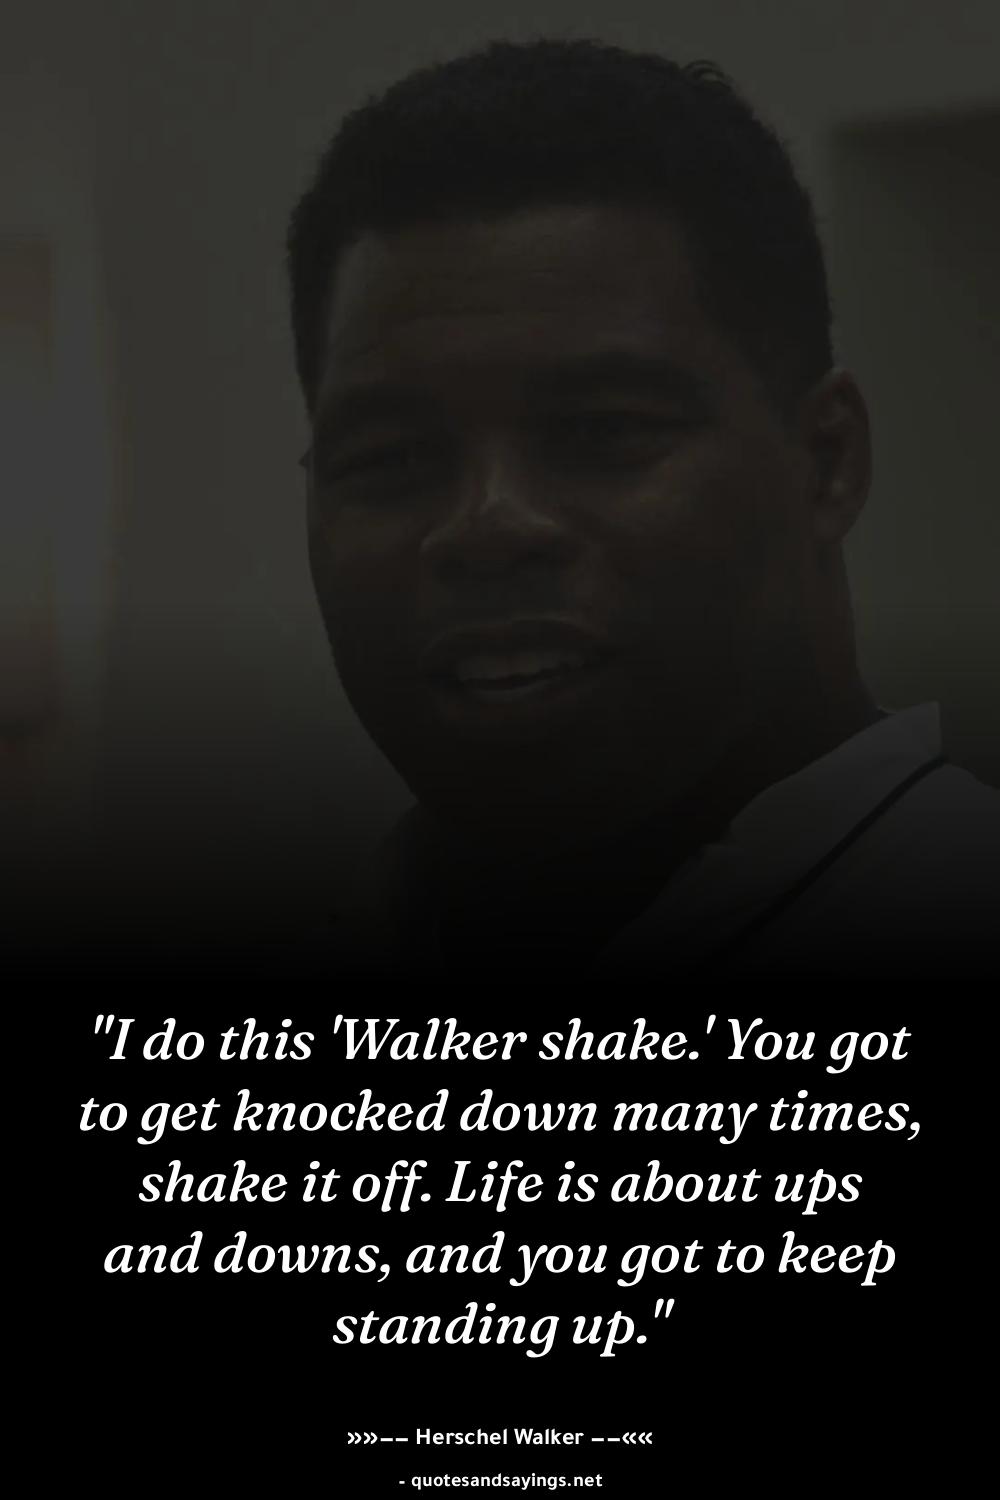 "I do this 'Walker shake.' You got
to get knocked down many times,
shake it off. Life is about ups
and downs, and you got to keep
standing up."
»»–– Herschel Walker ––««
- quotesandsayings.net